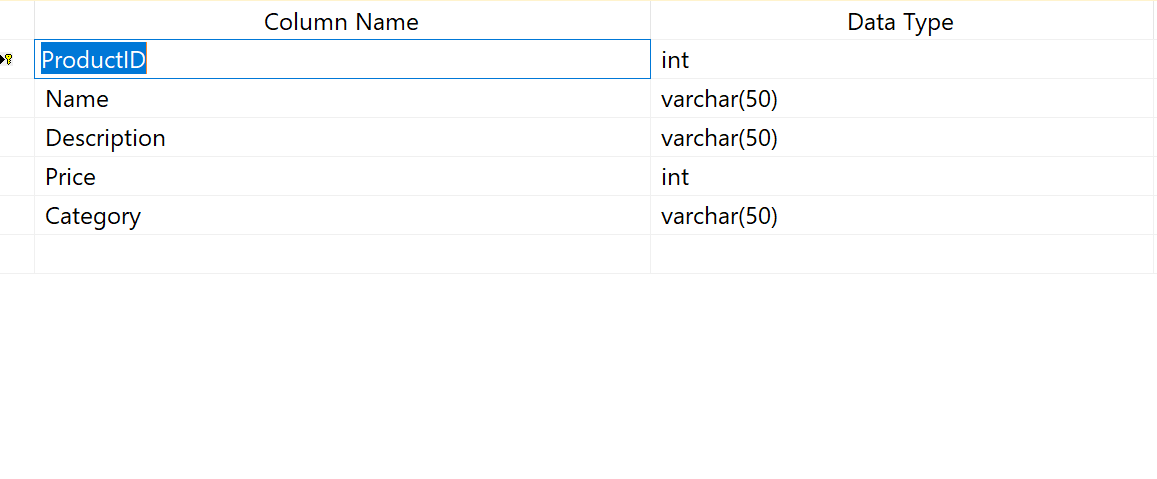 Column Name Data Type
ProductID int
Name varchar(50)
Description varchar(50)
Price int
Category varchar(50)